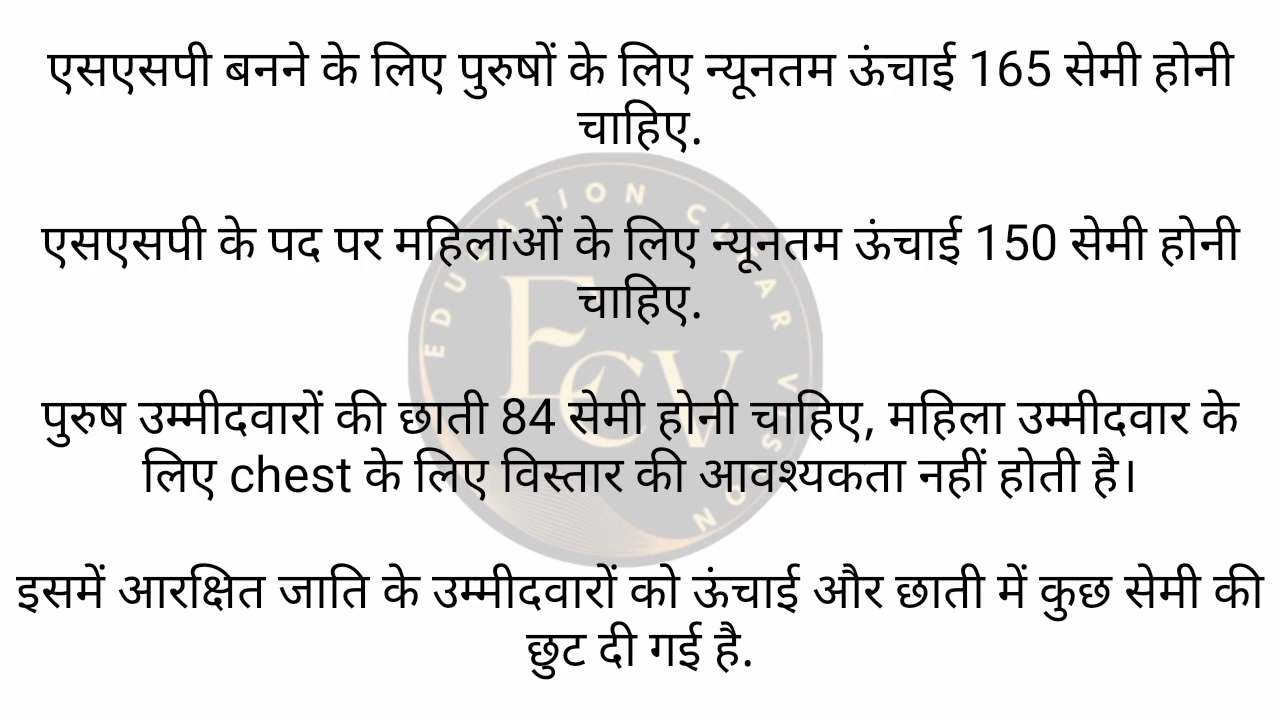 एसएसपी बनने के लिए पुरुषों के लिए न्यूनतम ऊंचाई 165 सेमी होनी
चाहिए.
एसएसपी के पद पर महिलाओं के लिए न्यूनतम ऊंचाई 150 सेमी होनी
चाहिए.
पुरुष उम्मीदवारों की छाती 84 सेमी होनी चाहिए, महिला उम्मीदवार के
लिए chest के लिए विस्तार की आवश्यकता नहीं होती है।
इसमें आरक्षित जाति के उम्मीदवारों को ऊंचाई और छाती में कुछ सेमी की
छुट दी गई है.
ECV